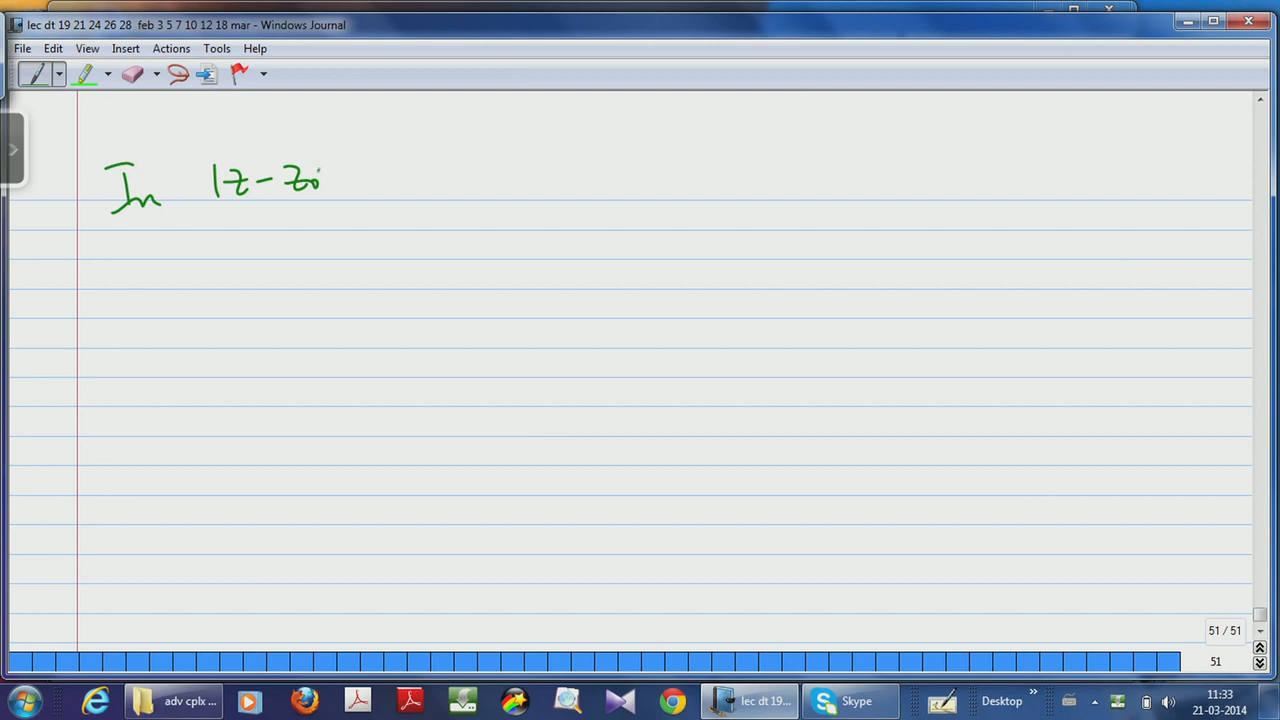 lec dt 19 21 24 26 28 feb 3 5 7 10 12 18 mar - Windows Journal
File Edit View Insert Actions Tools Help
In |z - z0
51 / 51
51
adv cplx ...
lec dt 19...
Skype
Desktop
11:33
21-03-2014